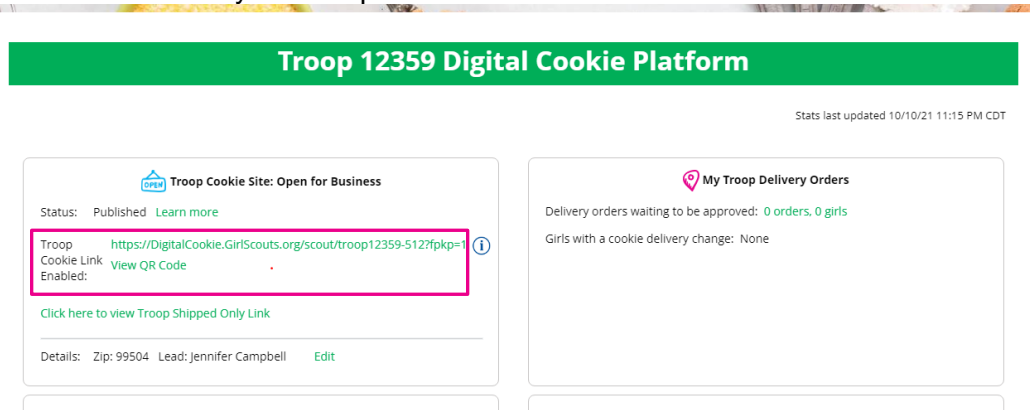 Troop 12359 Digital Cookie Platform
Stats last updated 10/10/21 11:15 PM CDT
OPEN Troop Cookie Site: Open for Business
Status: Published Learn more
Troop Cookie Link Enabled: https://DigitalCookie.GirlScouts.org/scout/troop12359-512?fpkp=1
View QR Code
Click here to view Troop Shipped Only Link
Details: Zip: 99504 Lead: Jennifer Campbell Edit
My Troop Delivery Orders
Delivery orders waiting to be approved: 0 orders, 0 girls
Girls with a cookie delivery change: None